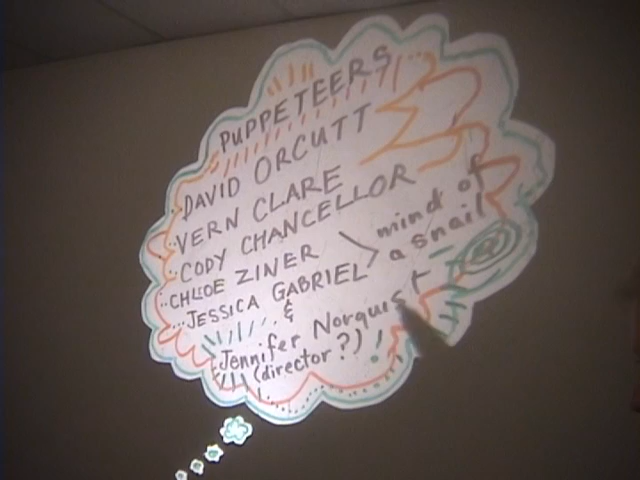 PUPPETEERS
DAVID ORCUTT
VERN CLARE
CODY CHANCELLOR
CHLOE ZINER
JESSICA GABRIEL
mind of
a snail
&
Jennifer Norquist
(director?)